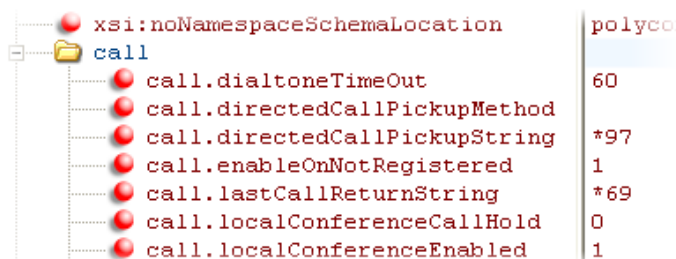 xsi:noNamespaceSchemaLocation polyco
call
call.dialtoneTimeOut 60
call.directedCallPickupMethod
call.directedCallPickupString *97
call.enableOnNotRegistered 1
call.lastCallReturnString *69
call.localConferenceCallHold 0
call.localConferenceEnabled 1